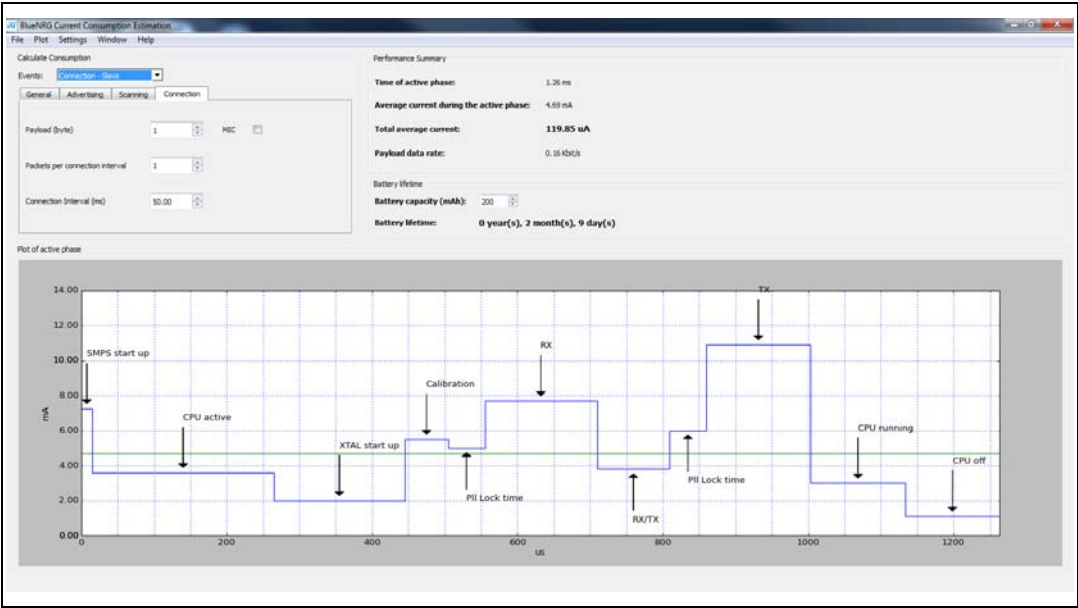 BlueNRG Current Consumption Estimation
File Plot Settings Window Help
Calculate Consumption
Events: Connection - Slave
General Advertising Scanning Connection
Payload (byte) 1 MIC
Packets per connection interval 1
Connection Interval (ms) 50.00
Performance Summary
Time of active phase: 1.26 ms
Average current during the active phase: 4.69 mA
Total average current: 119.85 uA
Payload data rate: 0.16 Kbit/s
Battery lifetime
Battery capacity (mAh): 200
Battery lifetime: 0 year(s), 2 month(s), 9 day(s)
Plot of active phase
14.00
12.00
10.00
8.00
6.00
4.00
2.00
0.00
mA
SMPS start up
CPU active
XTAL start up
Calibration
Pll Lock time
RX
RX/TX
Pll Lock time
TX
CPU running
CPU off
0 200 400 600 800 1000 1200
us